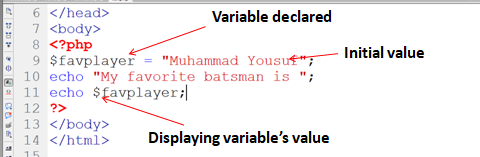 6 </head>
Variable declared
7 <body>
8 <?php
9 $favplayer = "Muhammad Yousuf";
Initial value
10 echo "My favorite batsman is ";
11 echo $favplayer;
12 ?>
13 </body>
Displaying variable's value
14 </html>